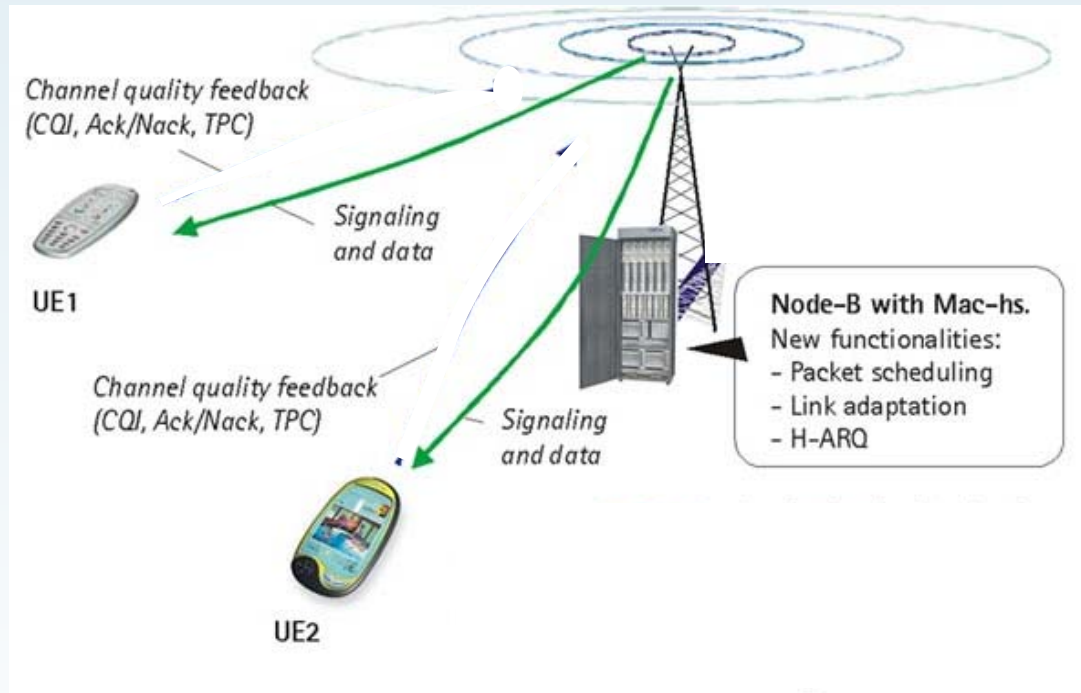 Channel quality feedback
(CQI, Ack/Nack, TPC)
Signaling
and data
UE1
Node-B with Mac-hs.
New functionalities:
- Packet scheduling
- Link adaptation
- H-ARQ
Channel quality feedback
(CQI, Ack/Nack, TPC)
Signaling
and data
UE2